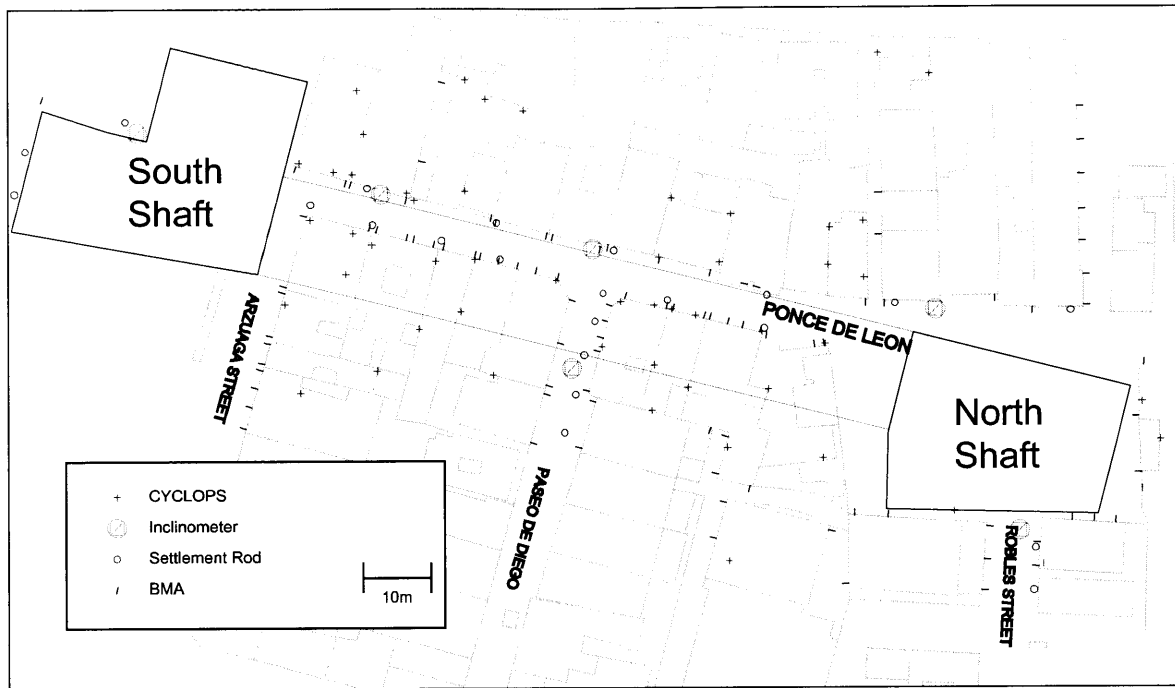 South
Shaft
ARZUAGA STREET
PASEO DE DIEGO
PONCE DE LEON
North
Shaft
ROBLES STREET
CYCLOPS
Inclinometer
Settlement Rod
BMA
10m